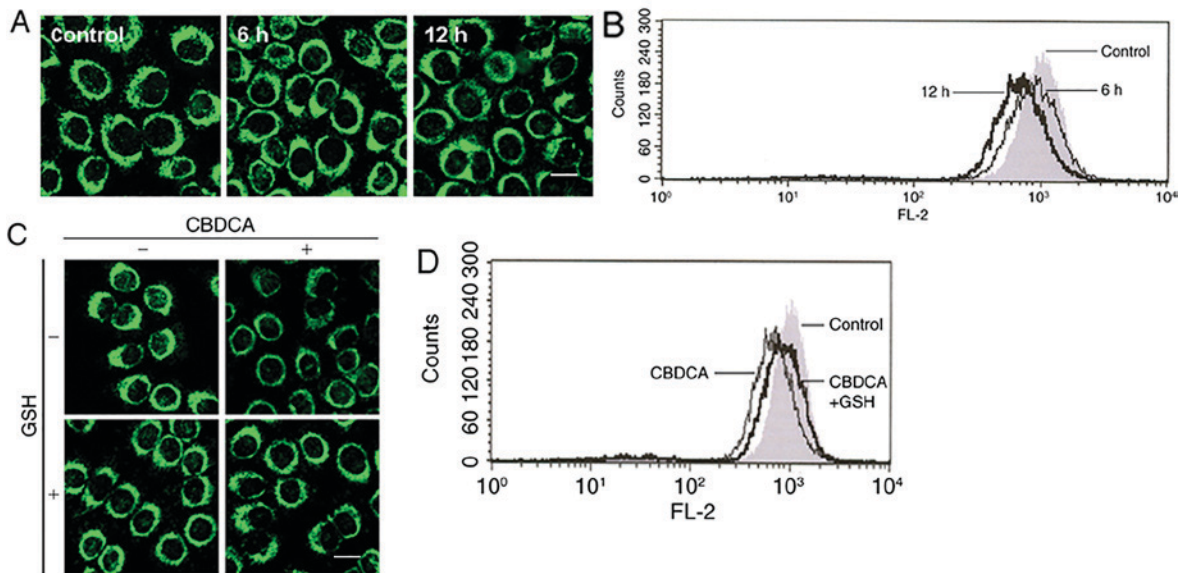 A
Control
6 h
12 h
B
300
240
180
120
60
0
Counts
Control
12 h
6 h
10⁰
10¹
10²
10³
10⁴
FL-2
C
CBDCA
− +
GSH
−
+
D
300
240
180
120
60
0
Counts
Control
CBDCA
CBDCA
+GSH
10⁰
10¹
10²
10³
10⁴
FL-2